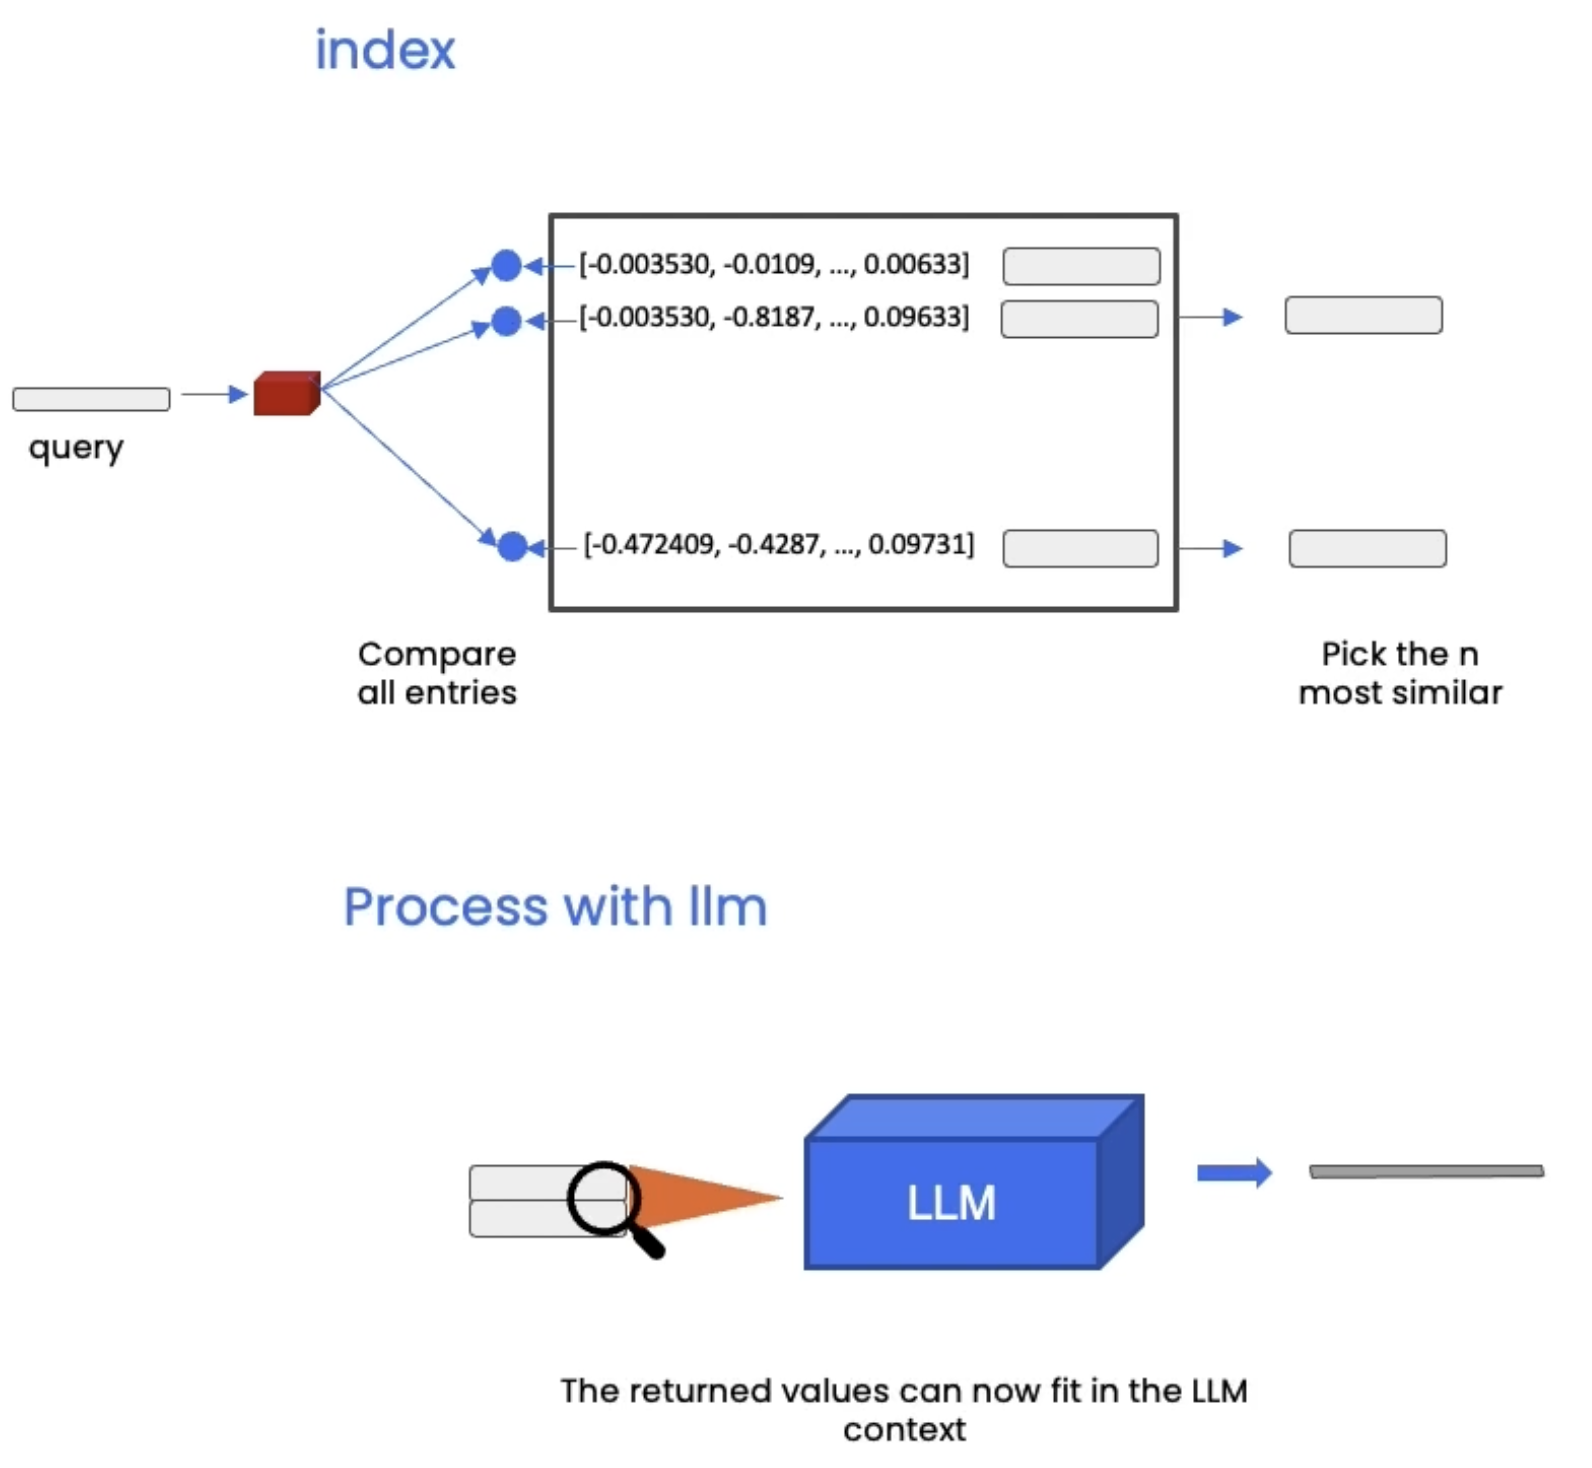 index
[-0.003530, -0.0109, ..., 0.00633]
[-0.003530, -0.8187, ..., 0.09633]
query
[-0.472409, -0.4287, ..., 0.09731]
Compare
all entries
Pick the n
most similar
Process with llm
LLM
The returned values can now fit in the LLM
context